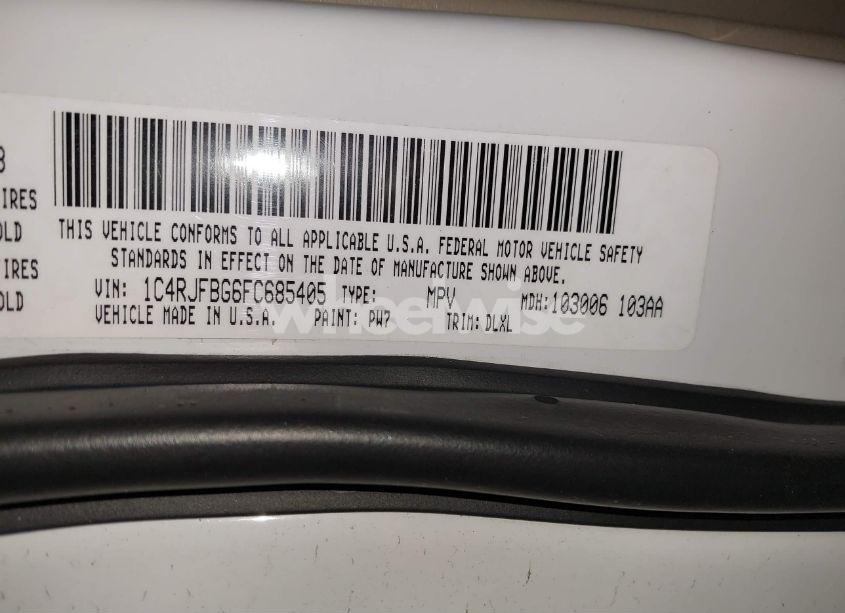 8
IRES
OLD
IRES
OLD
THIS VEHICLE CONFORMS TO ALL APPLICABLE U.S.A. FEDERAL MOTOR VEHICLE SAFETY
STANDARDS IN EFFECT ON THE DATE OF MANUFACTURE SHOWN ABOVE.
VIN: 1C4RJFBG6FC685405 TYPE: MPV MDH:103006 103AA
VEHICLE MADE IN U.S.A. PAINT: PW7 TRIM: DLXL
wheelwise